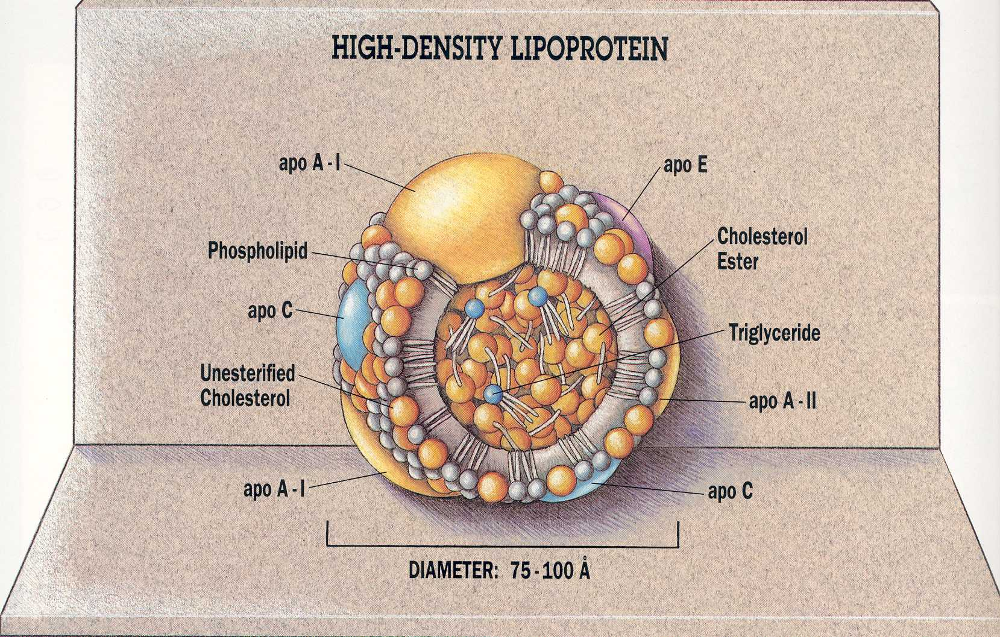 HIGH-DENSITY LIPOPROTEIN
apo A-I
apo E
Phospholipid
Cholesterol
Ester
apo C
Triglyceride
Unesterified
Cholesterol
apo A-II
apo A-I
apo C
DIAMETER: 75-100 Å